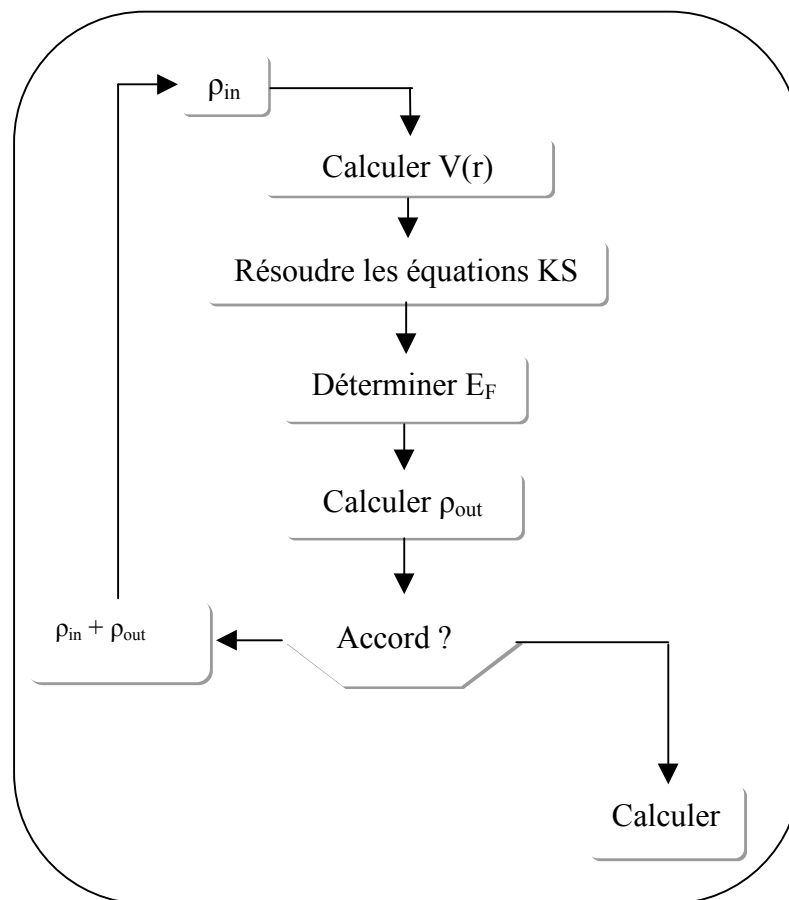 ρin
Calculer V(r)
Résoudre les équations KS
Déterminer EF
Calculer ρout
Accord ?
ρin + ρout
Calculer